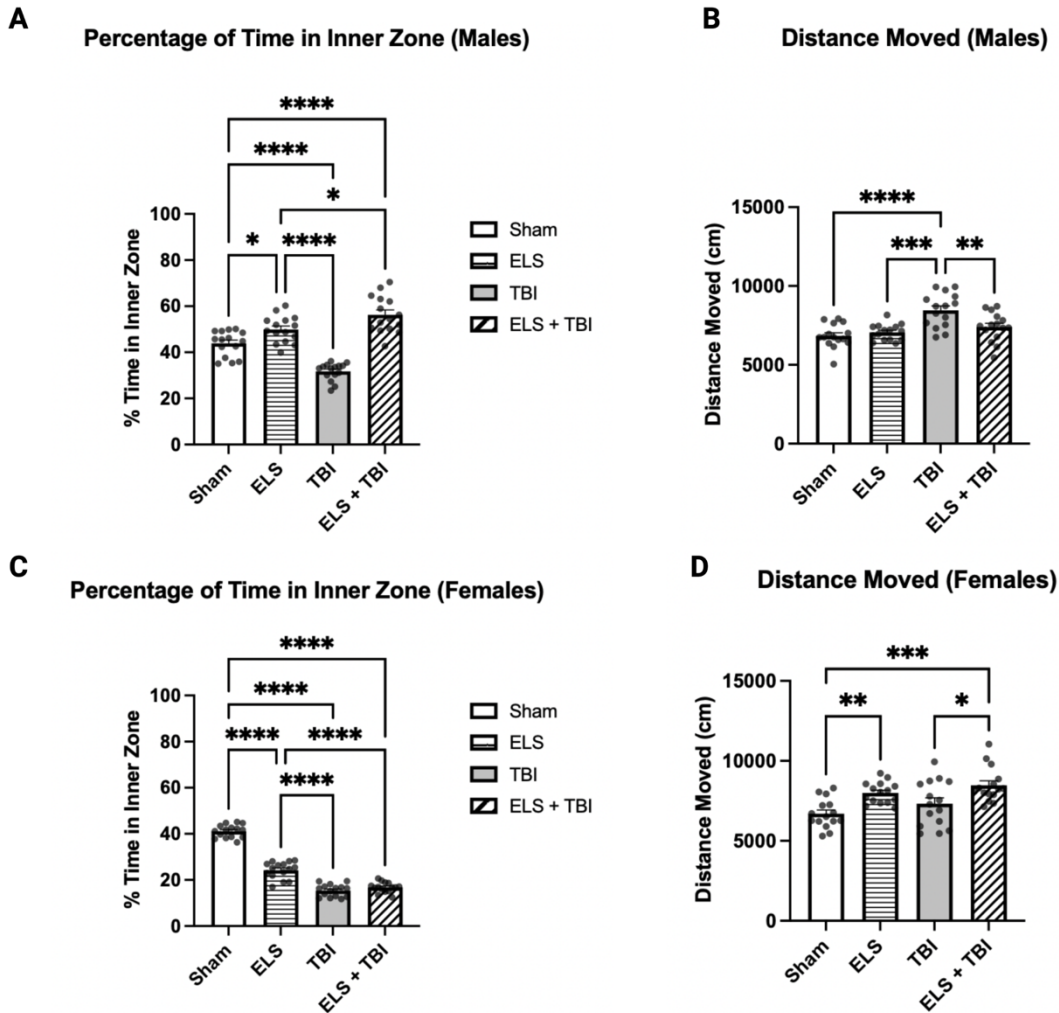 A
Percentage of Time in Inner Zone (Males)
****
****
*
*
****
% Time in Inner Zone
100
80
60
40
20
0
Sham
ELS
TBI
ELS + TBI
Sham
ELS
TBI
ELS + TBI
B
Distance Moved (Males)
****
***
**
Distance Moved (cm)
15000
10000
5000
0
Sham
ELS
TBI
ELS + TBI
C
Percentage of Time in Inner Zone (Females)
****
****
****
****
****
% Time in Inner Zone
100
80
60
40
20
0
Sham
ELS
TBI
ELS + TBI
Sham
ELS
TBI
ELS + TBI
D
Distance Moved (Females)
***
**
*
Distance Moved (cm)
15000
10000
5000
0
Sham
ELS
TBI
ELS + TBI